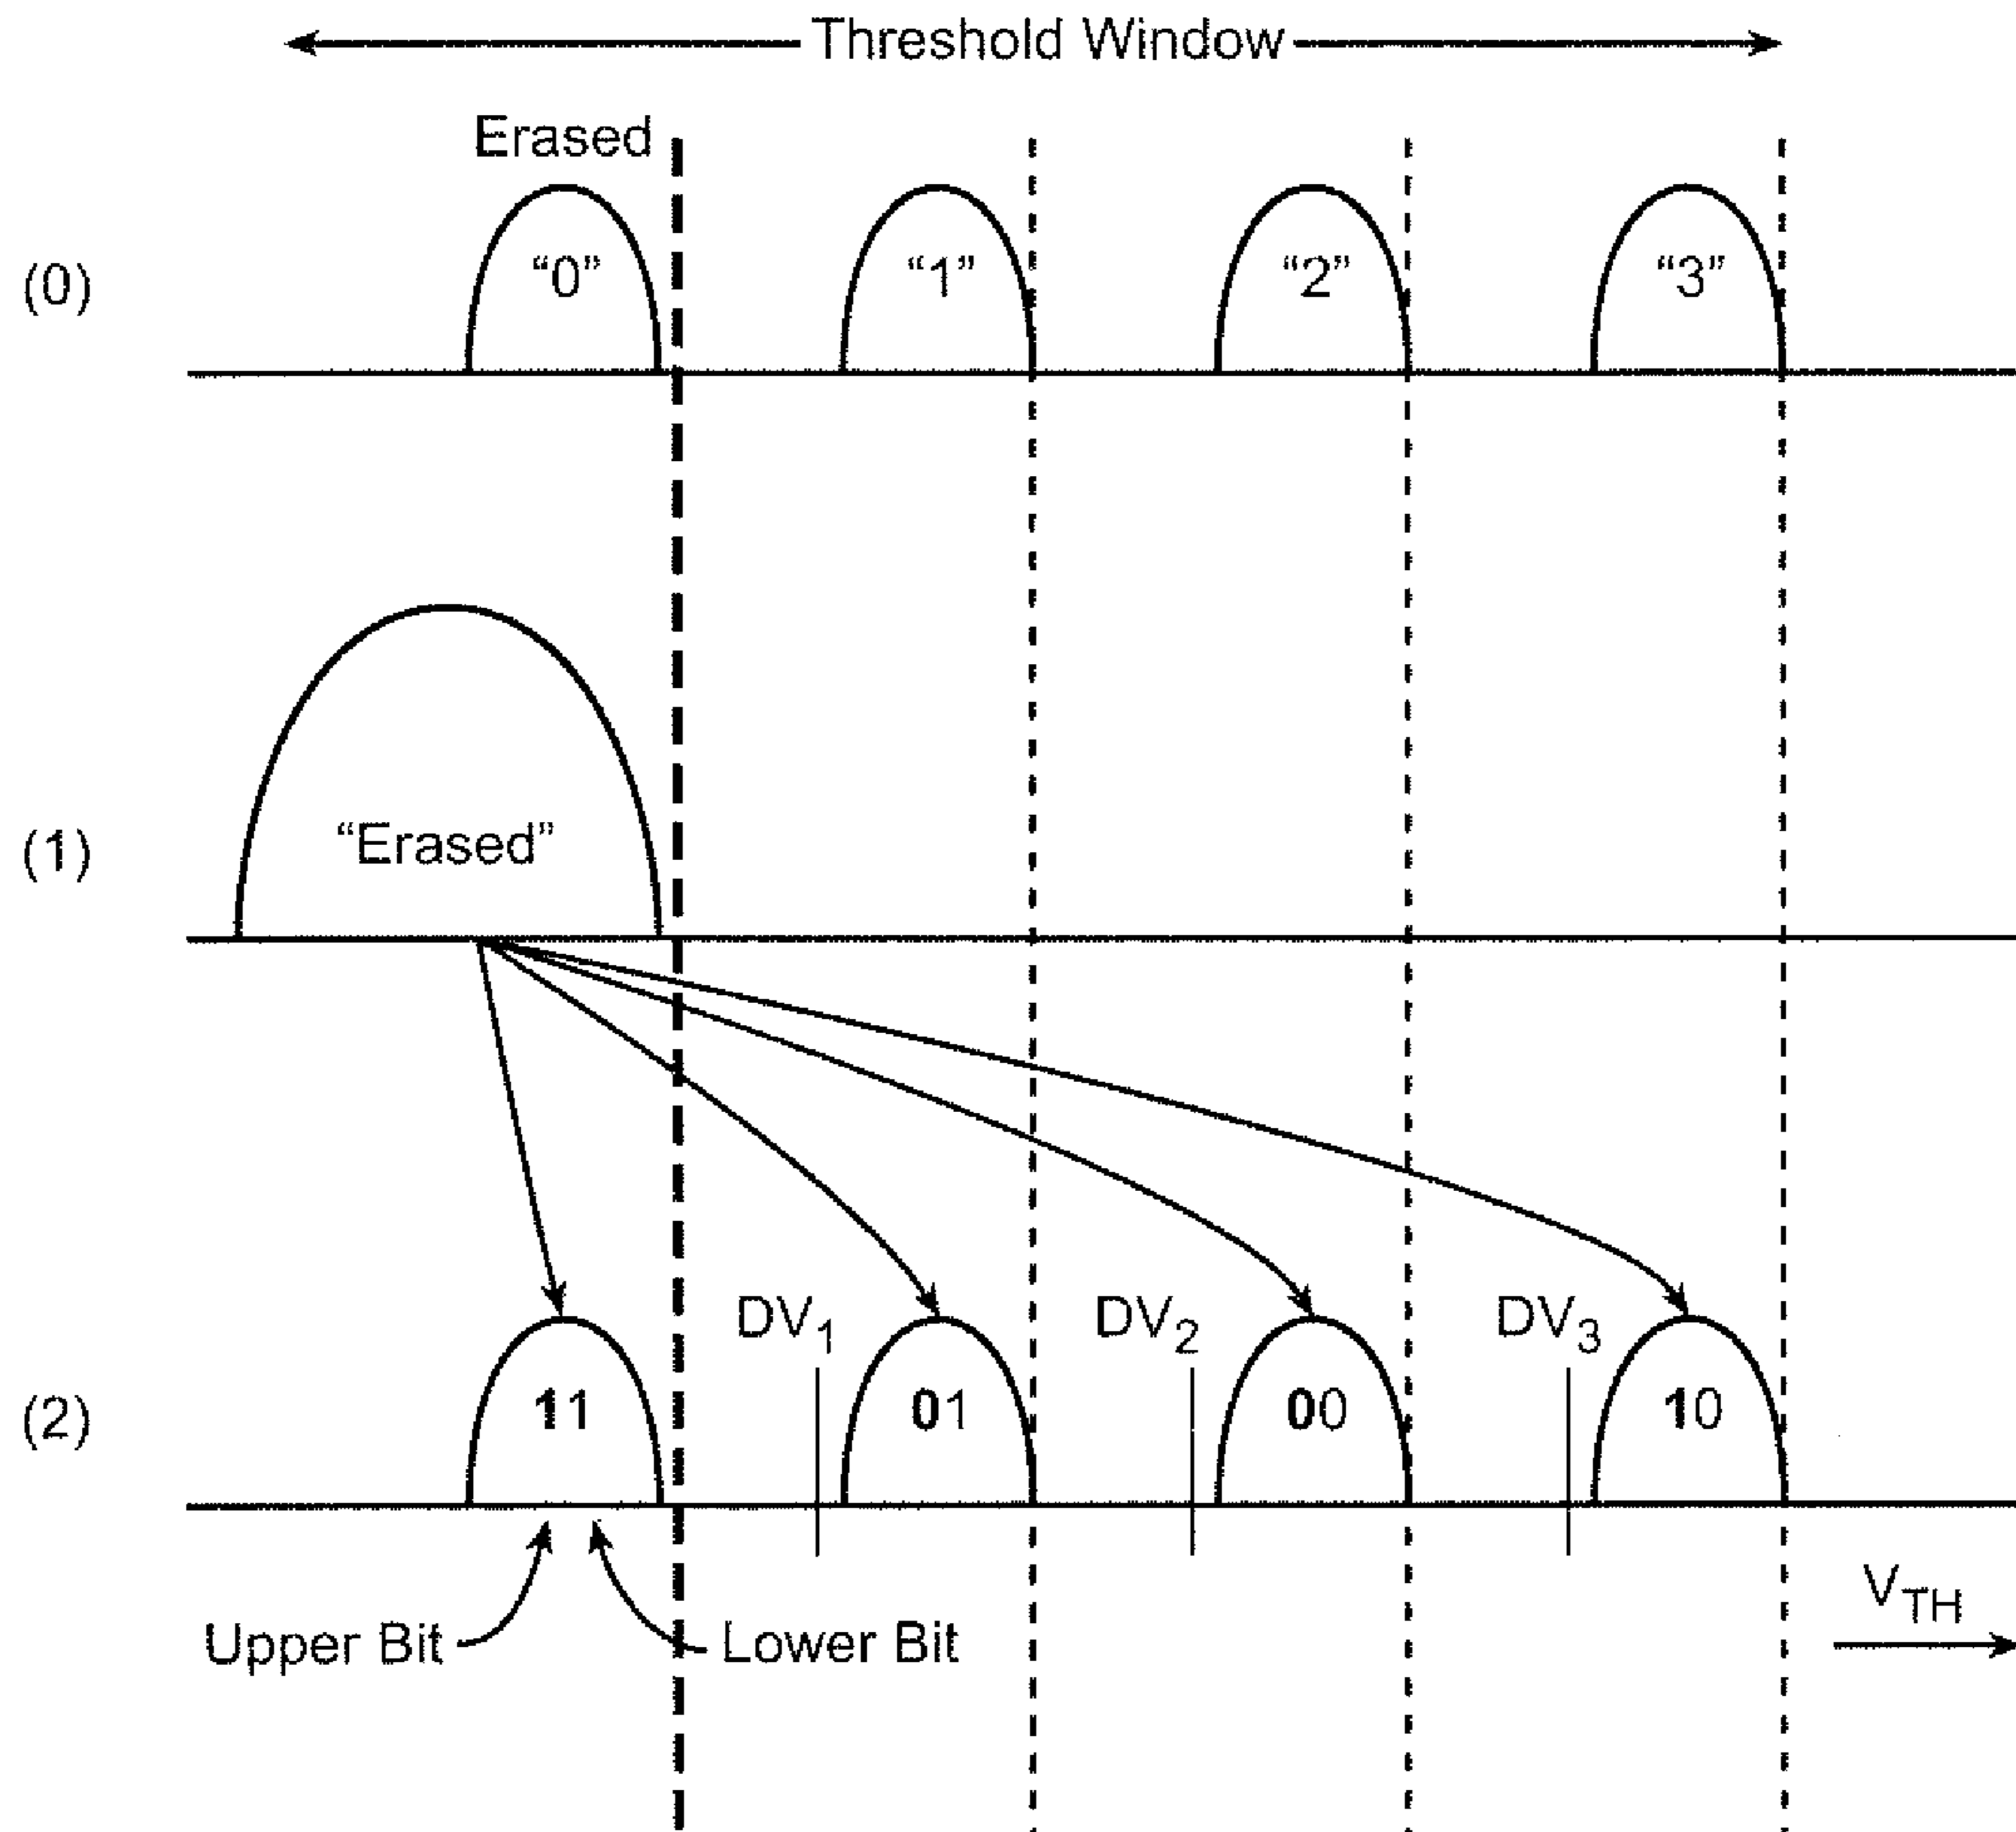 Threshold Window
Erased
(0) “0” “1” “2” “3”
(1) “Erased”
DV1 DV2 DV3
(2) 11 01 00 10
Upper Bit Lower Bit
VTH